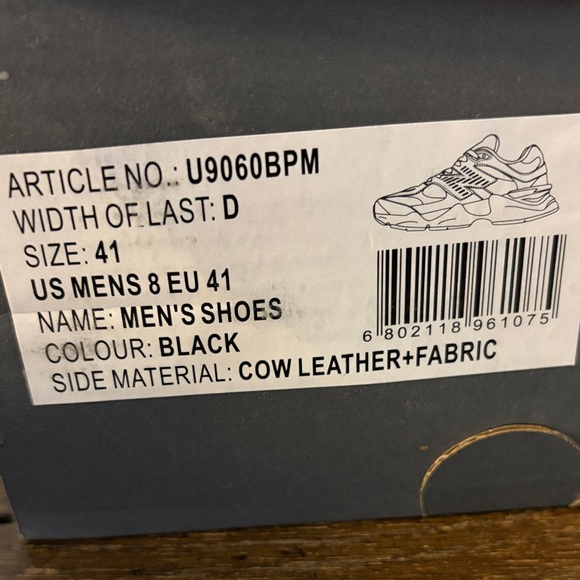 ARTICLE NO.: U9060BPM
WIDTH OF LAST: D
SIZE: 41
US MENS 8 EU 41
NAME: MEN'S SHOES
COLOUR: BLACK
SIDE MATERIAL: COW LEATHER+FABRIC
6 802118 961075